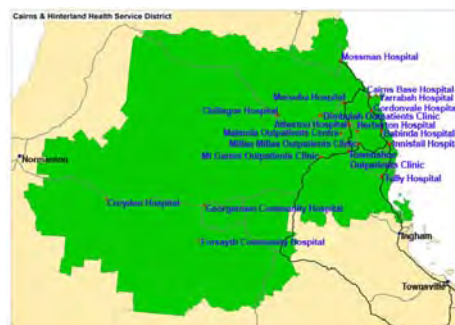 Cairns & Hinterland Health Service District
Mossman Hospital
Cairns Base Hospital
Mareeba Hospital
Yarrabah Hospital
Gordonvale Hospital
Chillagoe Hospital
Dimbulah Outpatients Clinic
Atherton Hospital
Herberton Hospital
Malanda Outpatients Centre
Babinda Hospital
Millaa Millaa Outpatients Clinic
Innisfail Hospital
Mt Garnet Outpatients Clinic
Ravenshoe
Outpatients Clinic
Tully Hospital
Normanton
Croydon Hospital
Georgetown Community Hospital
Forsayth Community Hospital
Ingham
Townsville